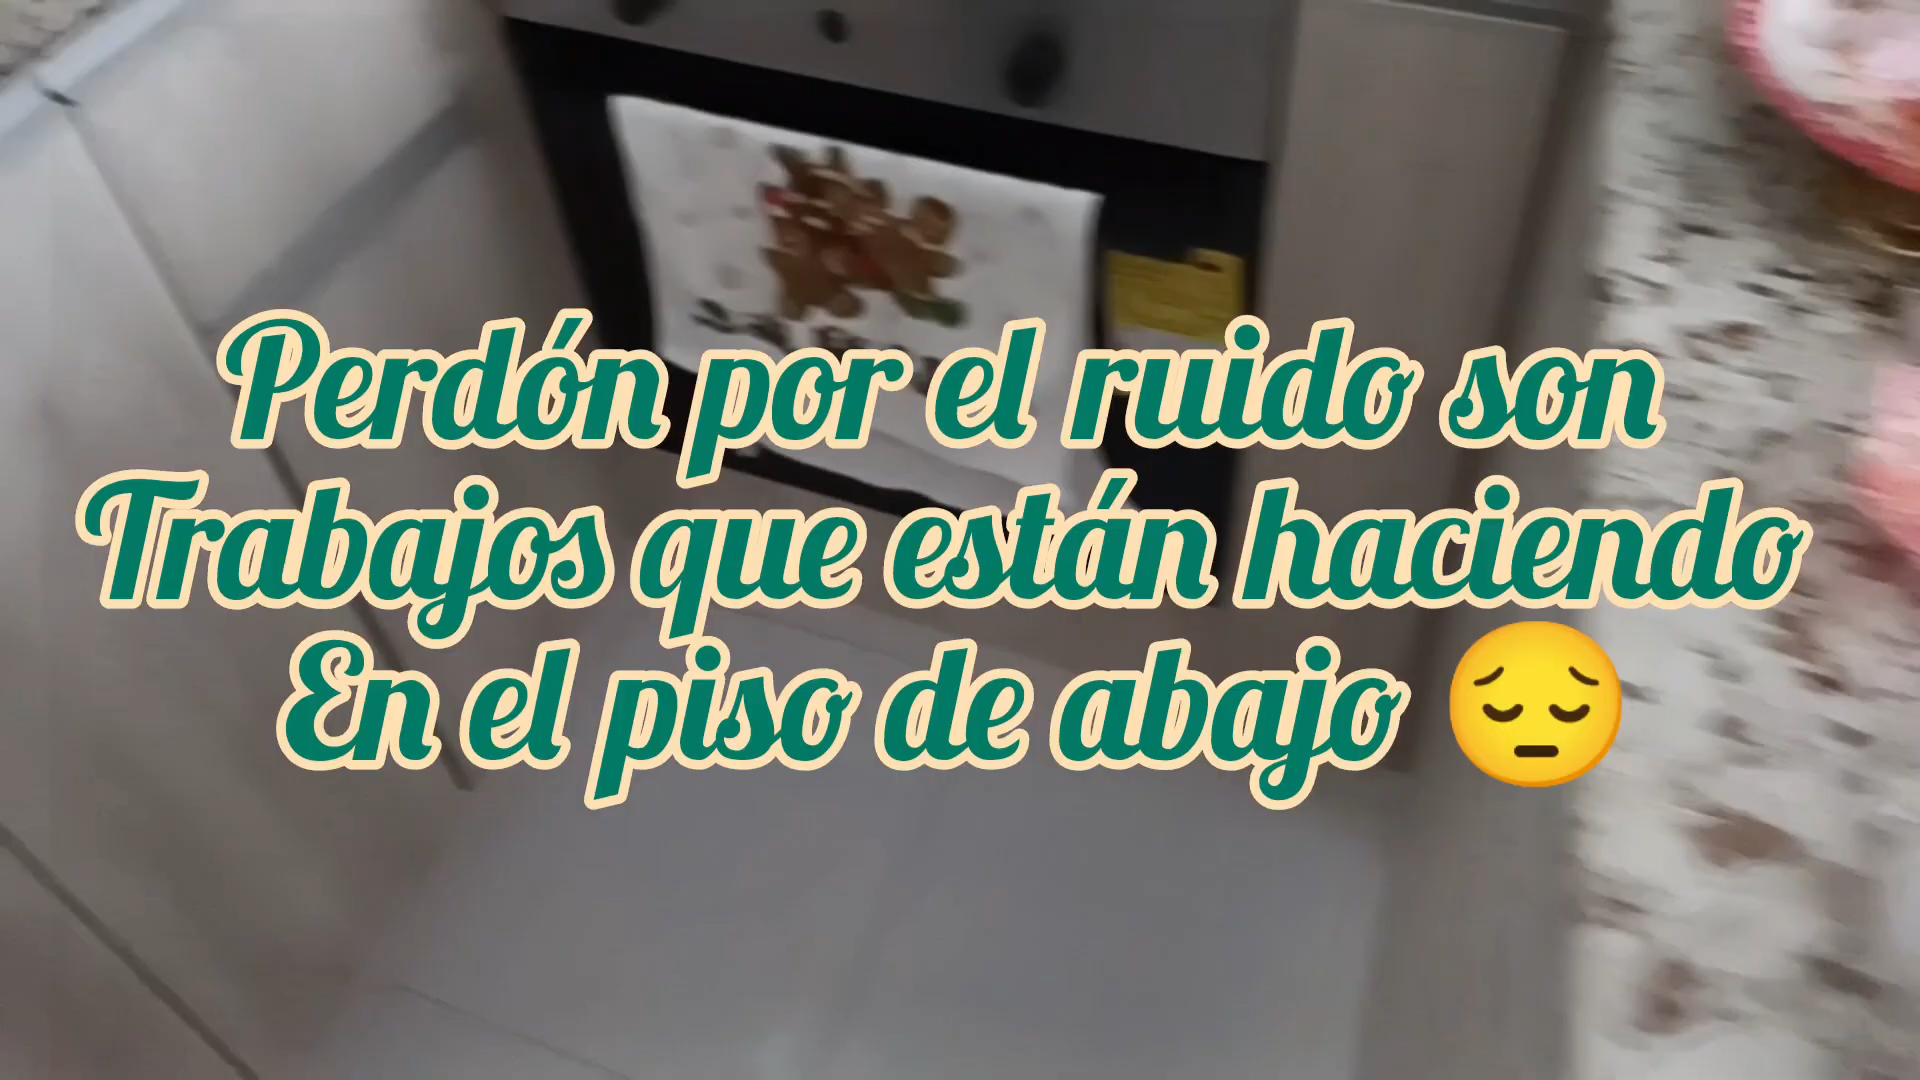 Perdón por el ruido son
Trabajos que están haciendo
En el piso de abajo 😔